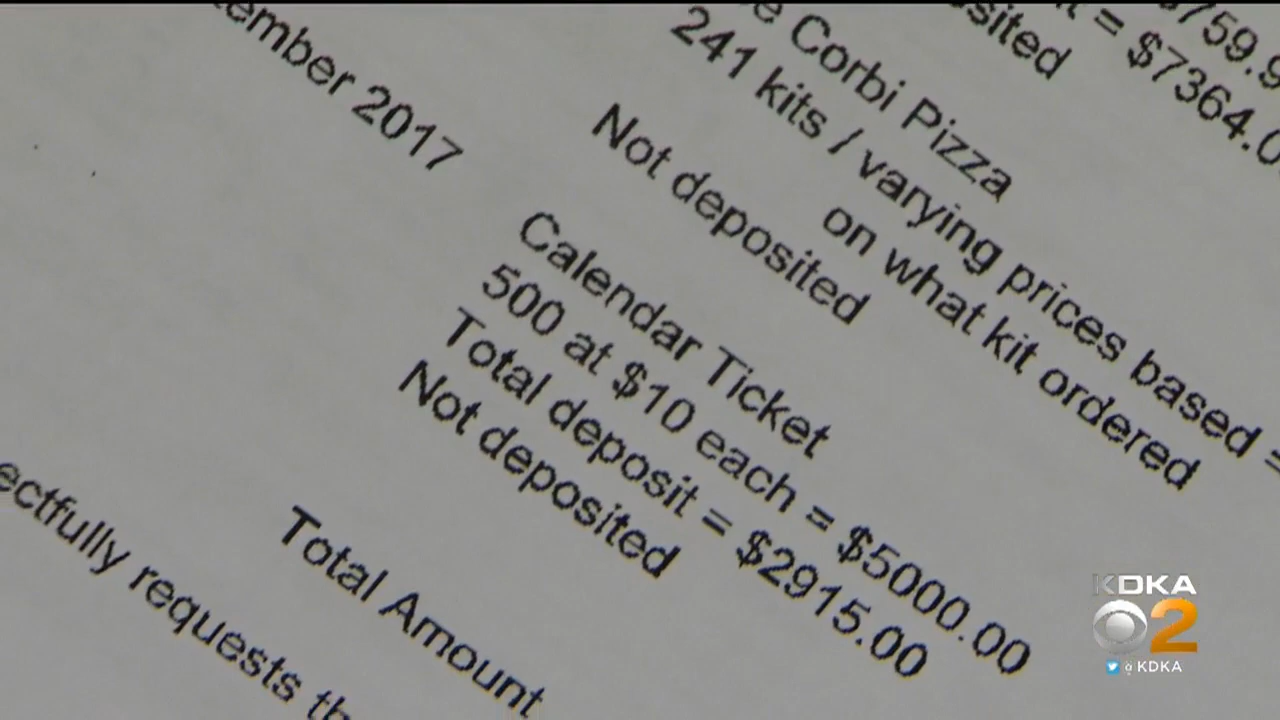 ember 2017
$759.9
= $7364.0
sited
e Corbi Pizza
241 kits / varying prices based =
on what kit ordered
Not deposited
Calendar Ticket
500 at $10 each = $5000.00
Total deposit = $2915.00
Not deposited
Total Amount
ectfully requests th
KDKA
2
@KDKA